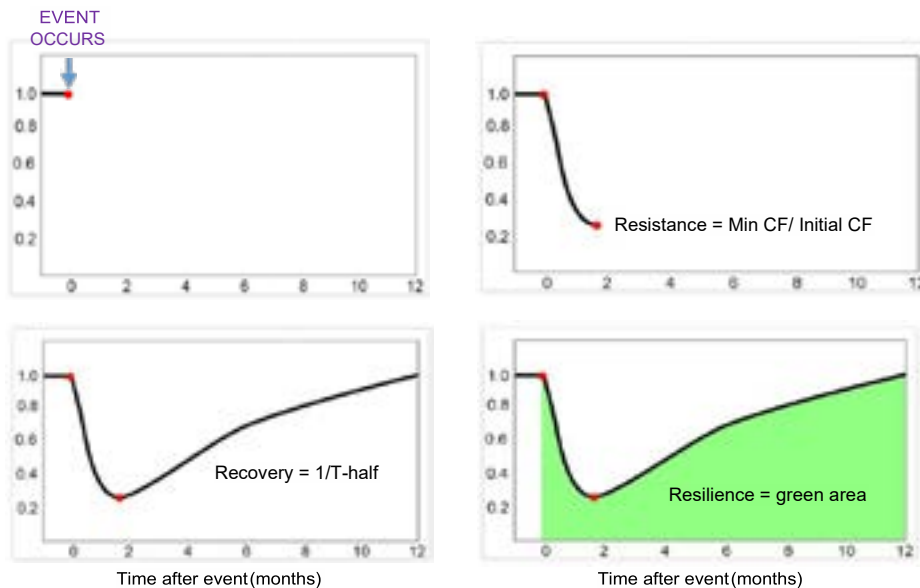 EVENT
OCCURS
1.0
0.8
0.6
0.4
0.2
0 2 4 6 8 10 12
1.0
0.8
0.6
0.4
0.2
Resistance = Min CF/ Initial CF
0 2 4 6 8 10 12
1.0
0.8
0.6
0.4
0.2
Recovery = 1/T-half
0 2 4 6 8 10 12
Time after event (months)
1.0
0.8
0.6
0.4
0.2
Resilience = green area
0 2 4 6 8 10 12
Time after event (months)